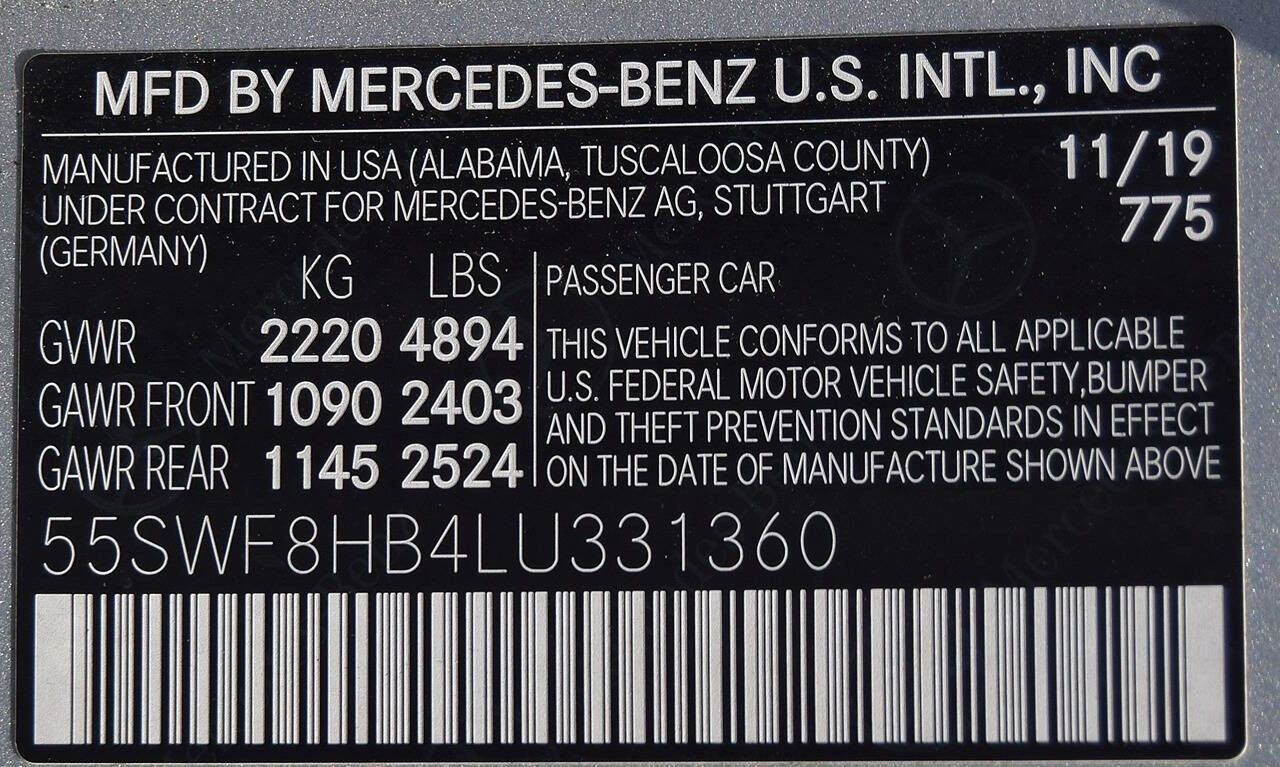 MFD BY MERCEDES-BENZ U.S. INTL., INC
MANUFACTURED IN USA (ALABAMA, TUSCALOOSA COUNTY)
UNDER CONTRACT FOR MERCEDES-BENZ AG, STUTTGART
(GERMANY)
11/19
775
KG LBS
GVWR 2220 4894
GAWR FRONT 1090 2403
GAWR REAR 1145 2524
PASSENGER CAR
THIS VEHICLE CONFORMS TO ALL APPLICABLE
U.S. FEDERAL MOTOR VEHICLE SAFETY,BUMPER
AND THEFT PREVENTION STANDARDS IN EFFECT
ON THE DATE OF MANUFACTURE SHOWN ABOVE
55SWF8HB4LU331360